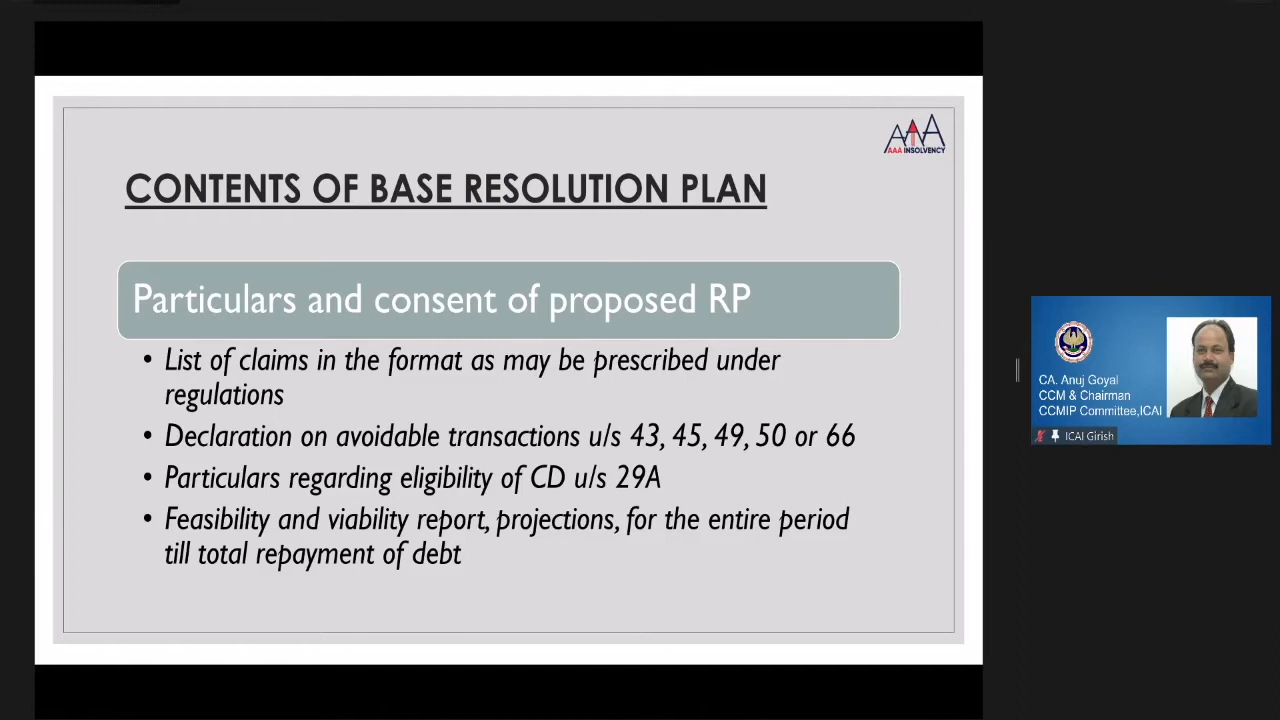 AAA INSOLVENCY
CONTENTS OF BASE RESOLUTION PLAN
Particulars and consent of proposed RP
• List of claims in the format as may be prescribed under
regulations
• Declaration on avoidable transactions u/s 43, 45, 49, 50 or 66
• Particulars regarding eligibility of CD u/s 29A
• Feasibility and viability report, projections, for the entire period
till total repayment of debt
CA. Anuj Goyal
CCM & Chairman
CCMIP Committee,ICAI
ICAI Girish